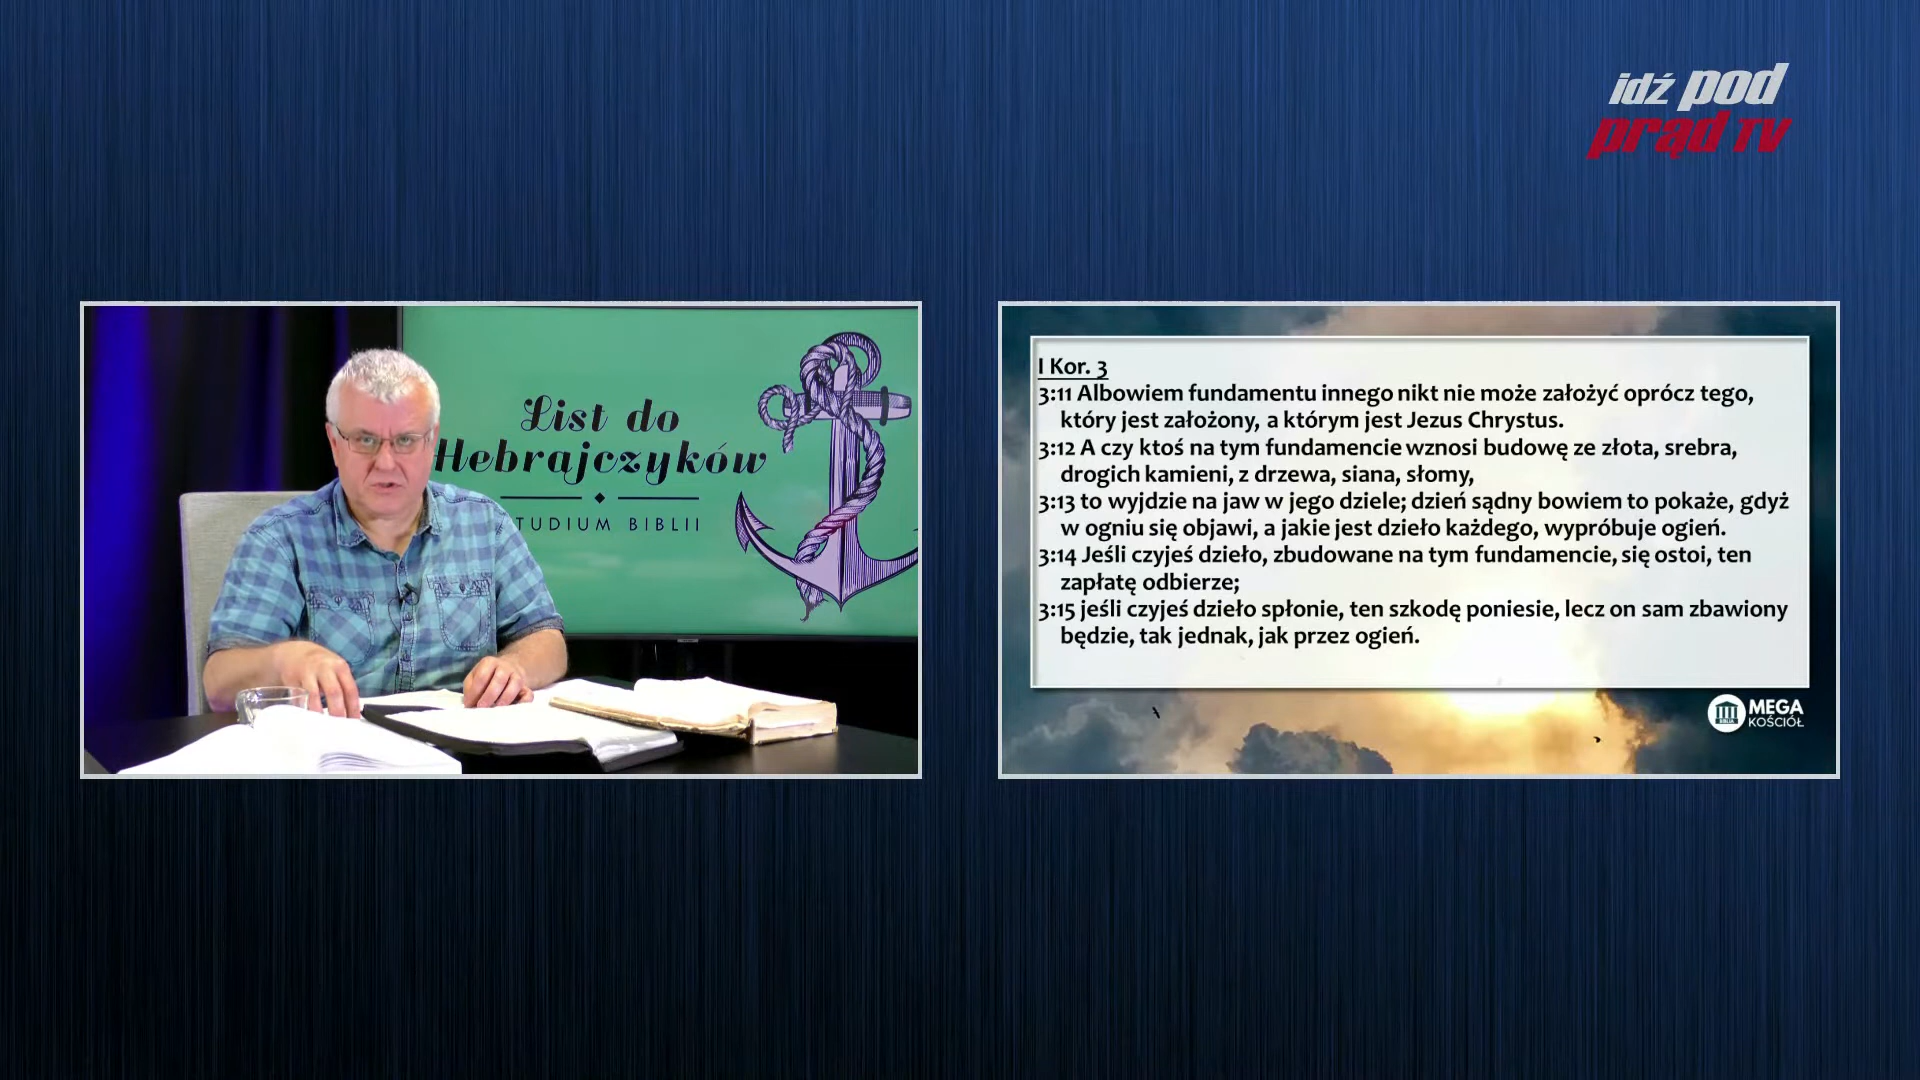 idź pod
prąd TV
List do
Hebrajczyków
TUDIUM BIBLII
I Kor. 3
3:11 Albowiem fundamentu innego nikt nie może założyć oprócz tego,
który jest założony, a którym jest Jezus Chrystus.
3:12 A czy ktoś na tym fundamencie wznosi budowę ze złota, srebra,
drogich kamieni, z drzewa, siana, słomy,
3:13 to wyjdzie na jaw w jego dziele; dzień sądny bowiem to pokaże, gdyż
w ogniu się objawi, a jakie jest dzieło każdego, wypróbuje ogień.
3:14 Jeśli czyjeś dzieło, zbudowane na tym fundamencie, się ostoi, ten
zapłatę odbierze;
3:15 jeśli czyjeś dzieło spłonie, ten szkodę poniesie, lecz on sam zbawiony
będzie, tak jednak, jak przez ogień.
BIBLIA
MEGA
KOŚCIÓŁ